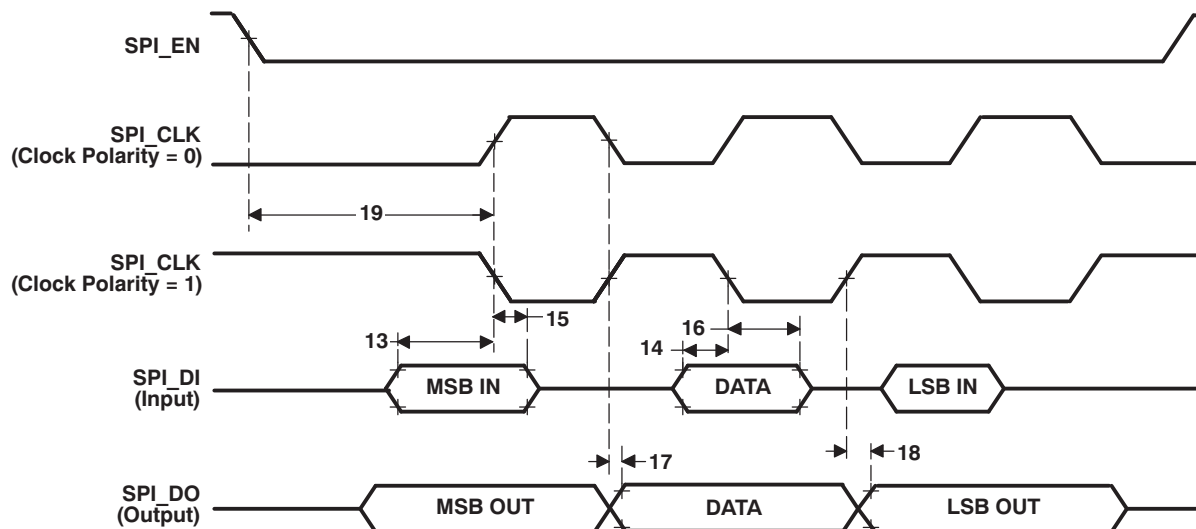 SPI_EN
SPI_CLK
(Clock Polarity = 0)
19
SPI_CLK
(Clock Polarity = 1)
15
16
13
14
SPI_DI
(Input)
MSB IN
DATA
LSB IN
17
18
SPI_DO
(Output)
MSB OUT
DATA
LSB OUT